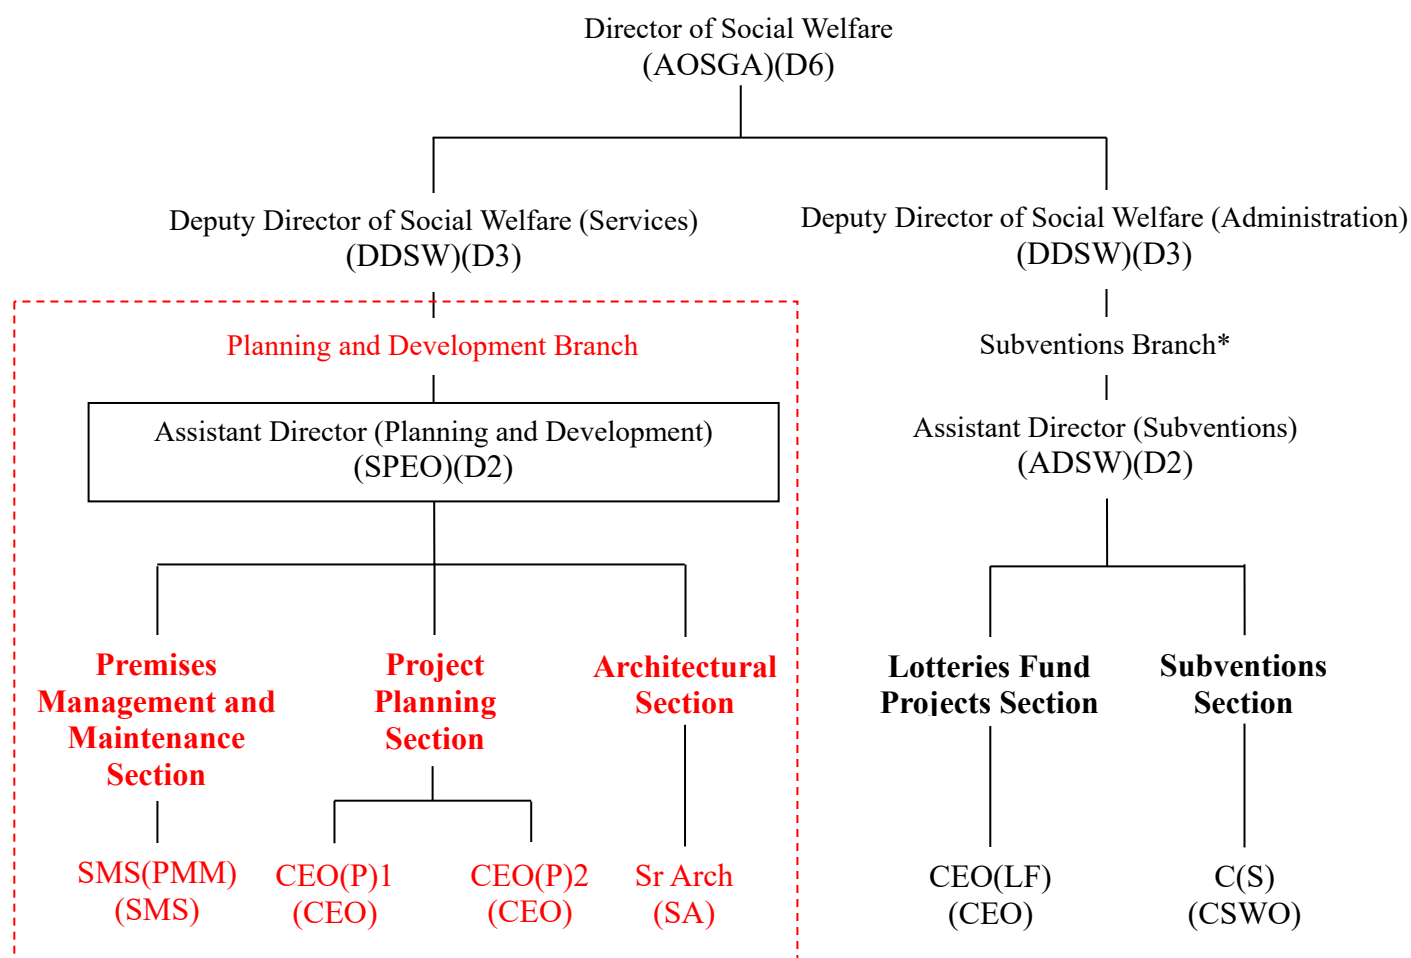 Director of Social Welfare
(AOSGA)(D6)
Deputy Director of Social Welfare (Services)
(DDSW)(D3)
Deputy Director of Social Welfare (Administration)
(DDSW)(D3)
Planning and Development Branch
Subventions Branch*
Assistant Director (Planning and Development)
(SPEO)(D2)
Assistant Director (Subventions)
(ADSW)(D2)
Premises
Management and
Maintenance
Section
Project
Planning
Section
Architectural
Section
Lotteries Fund
Projects Section
Subventions
Section
SMS(PMM)
(SMS)
CEO(P)1
(CEO)
CEO(P)2
(CEO)
Sr Arch
(SA)
CEO(LF)
(CEO)
C(S)
(CSWO)